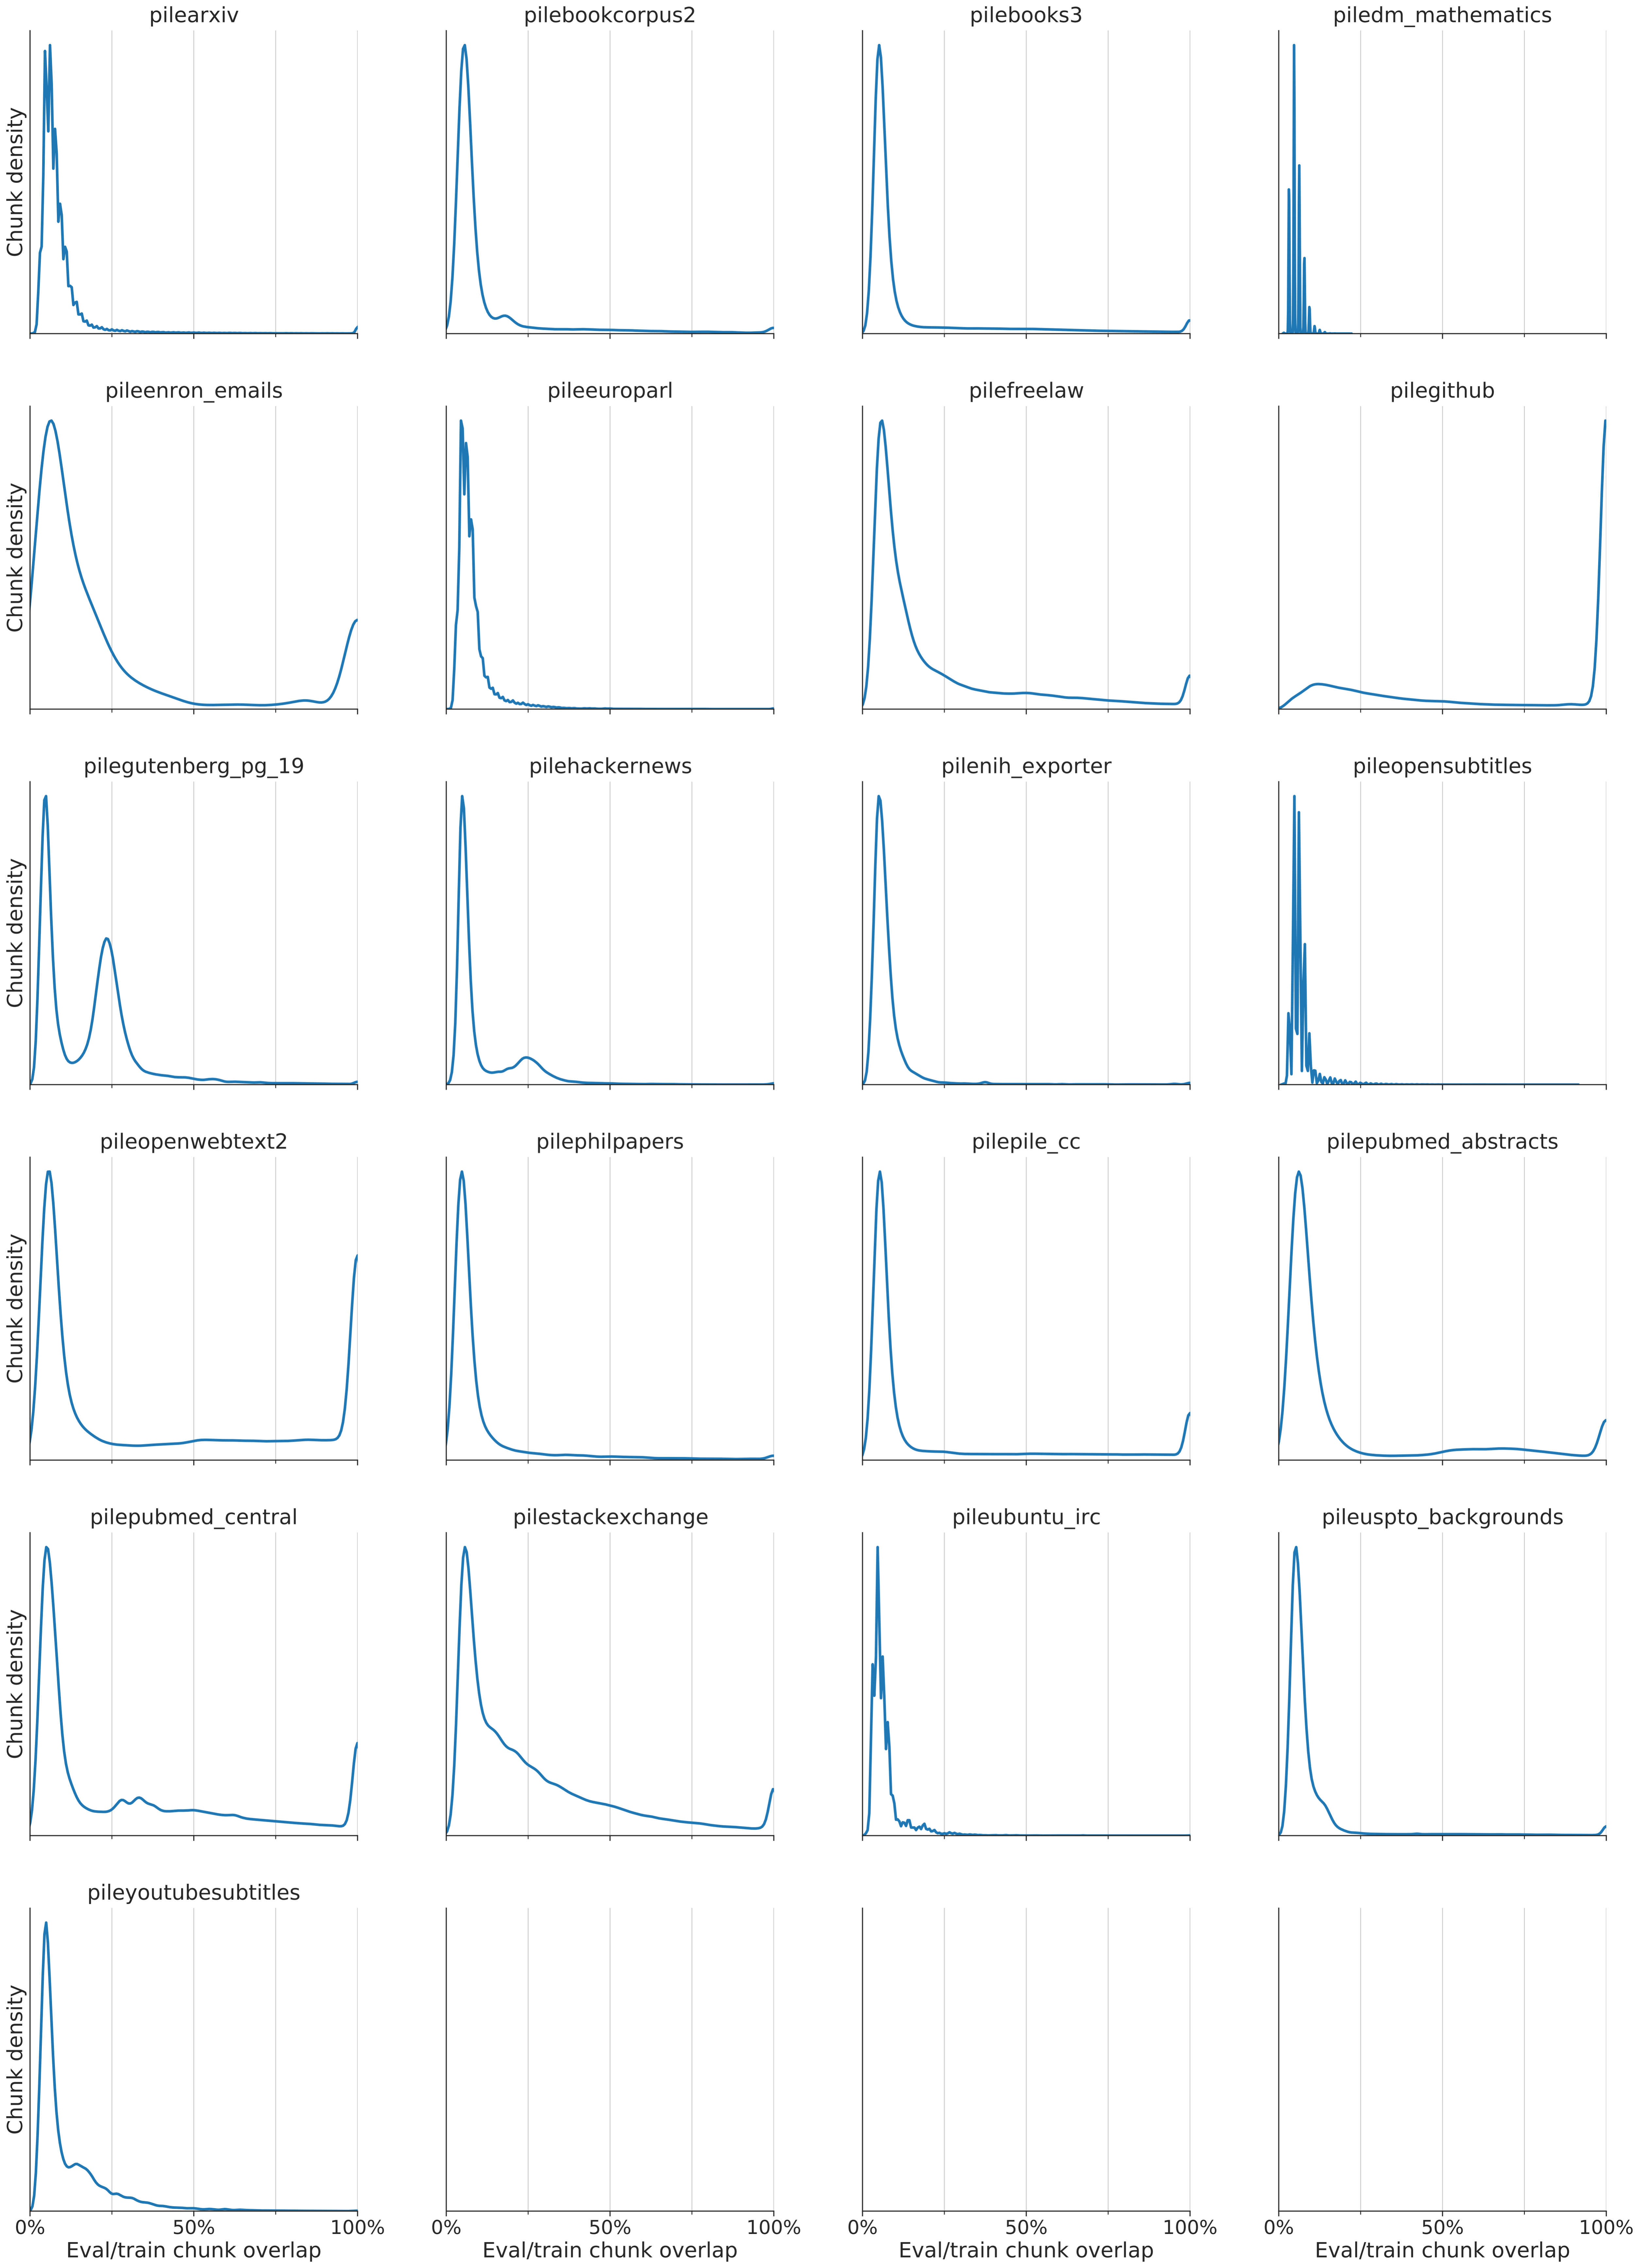 pilearxiv
pilebookcorpus2
pilebooks3
piledm_mathematics
Chunk density
pileenron_emails
pileeuroparl
pilefreelaw
pilegithub
Chunk density
pilegutenberg_pg_19
pilehackernews
pilenih_exporter
pileopensubtitles
Chunk density
pileopenwebtext2
pilephilpapers
pilepile_cc
pilepubmed_abstracts
Chunk density
pilepubmed_central
pilestackexchange
pileubuntu_irc
pileuspto_backgrounds
Chunk density
pileyoutubesubtitles
Chunk density
0% 50% 100%
0% 50% 100%
0% 50% 100%
0% 50% 100%
Eval/train chunk overlap
Eval/train chunk overlap
Eval/train chunk overlap
Eval/train chunk overlap